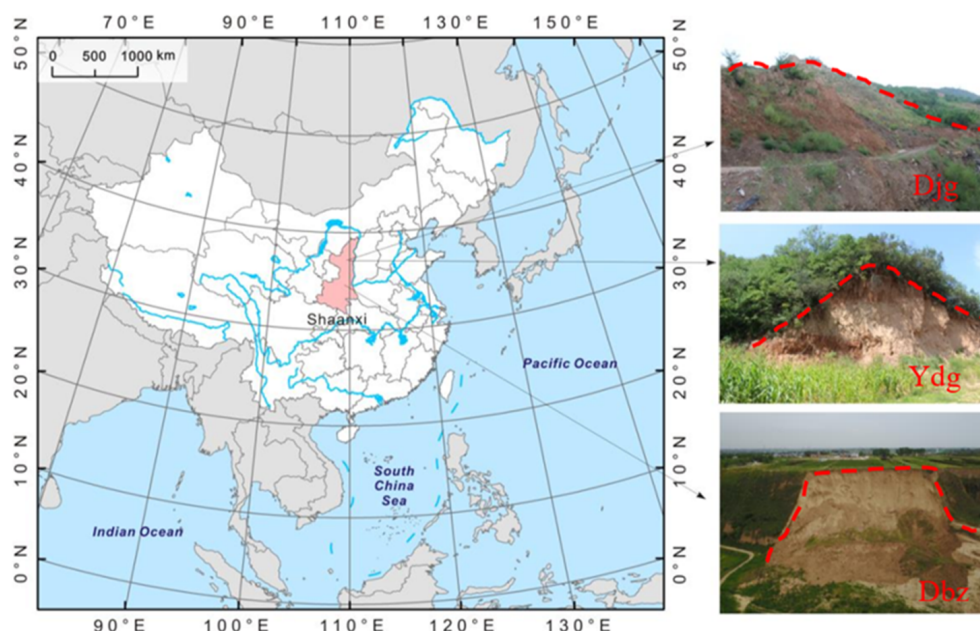 70°E 90°E 110°E 130°E 150°E
0 500 1000 km
50°N
40°N
30°N
20°N
10°N
0°N
50°N
40°N
30°N
20°N
10°N
0°N
Shaanxi
Pacific Ocean
South
China
Sea
Indian Ocean
90°E 100°E 110°E 120°E 130°E
Djg
Ydg
Dbz